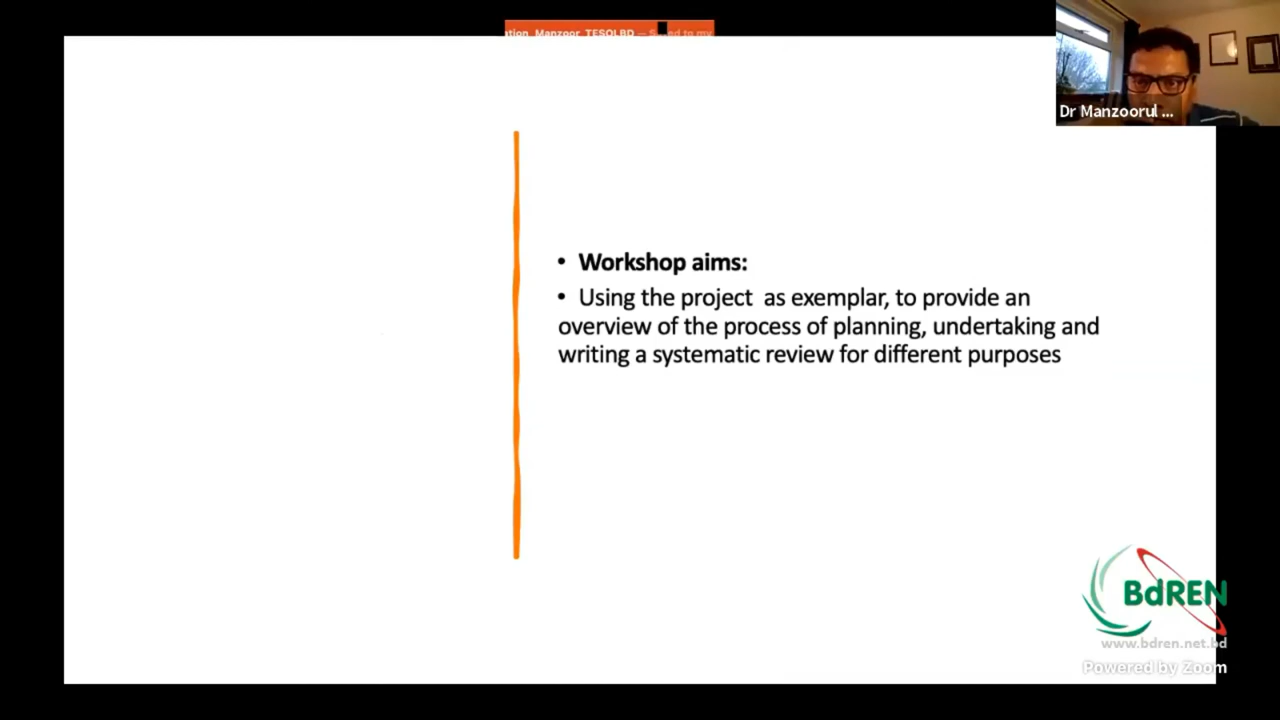 Manzoor TESOLBD
Dr Manzoorul ...
• Workshop aims:
• Using the project as exemplar, to provide an
overview of the process of planning, undertaking and
writing a systematic review for different purposes
BdREN
www.bdren.net.bd
Powered by Zoom